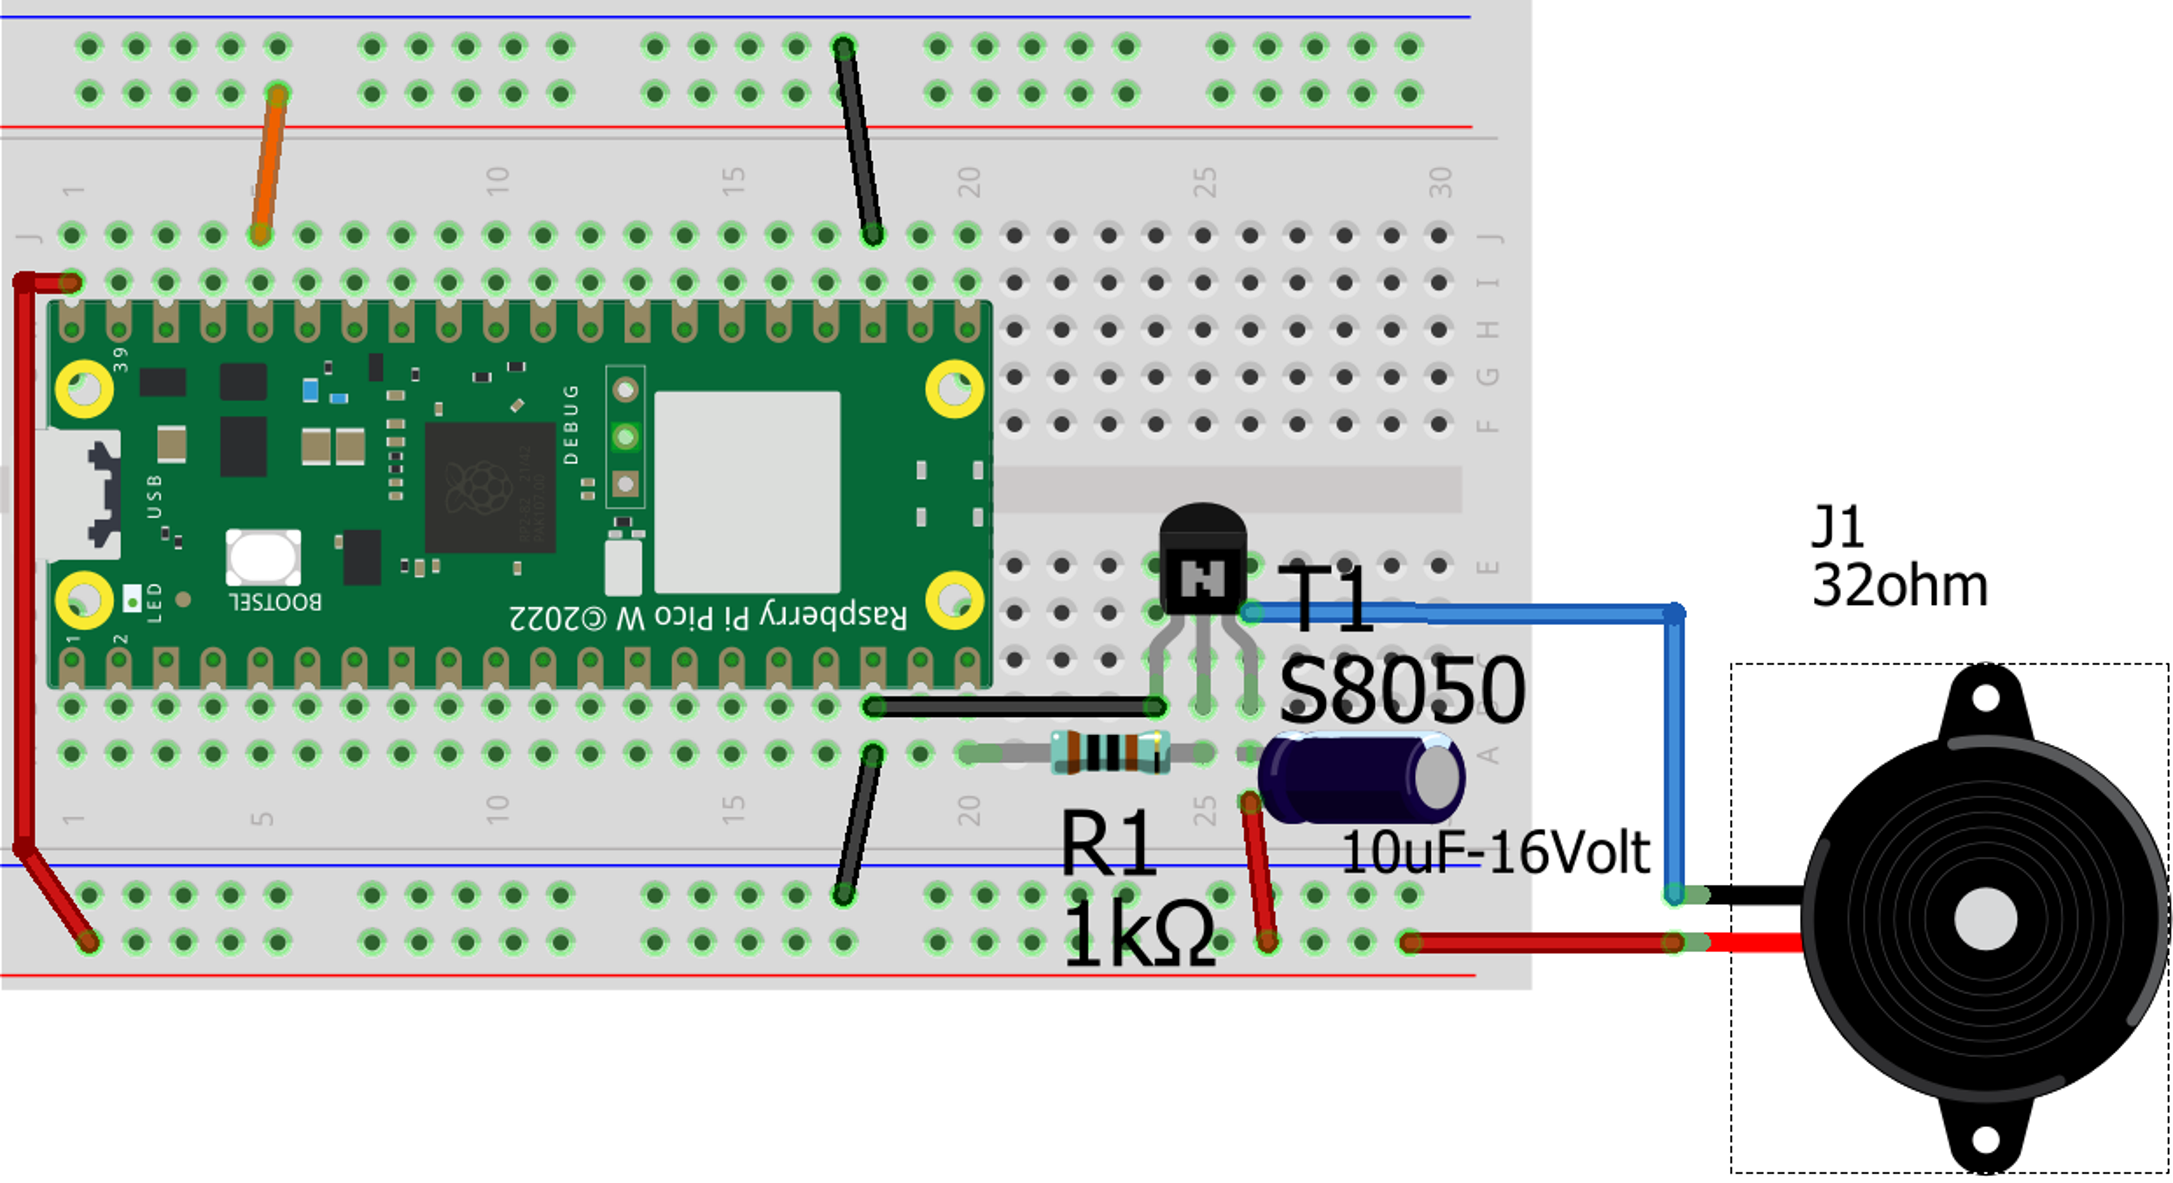 1
10
15
20
25
30
J
J
I
H
G
F
39
DEBUG
USB
LED
BOOTSEL
Raspberry Pi Pico W ©2022
1
2
N
E
T1
S8050
A
1
5
10
15
20
25
R1
1kΩ
10uF-16Volt
J1
32ohm